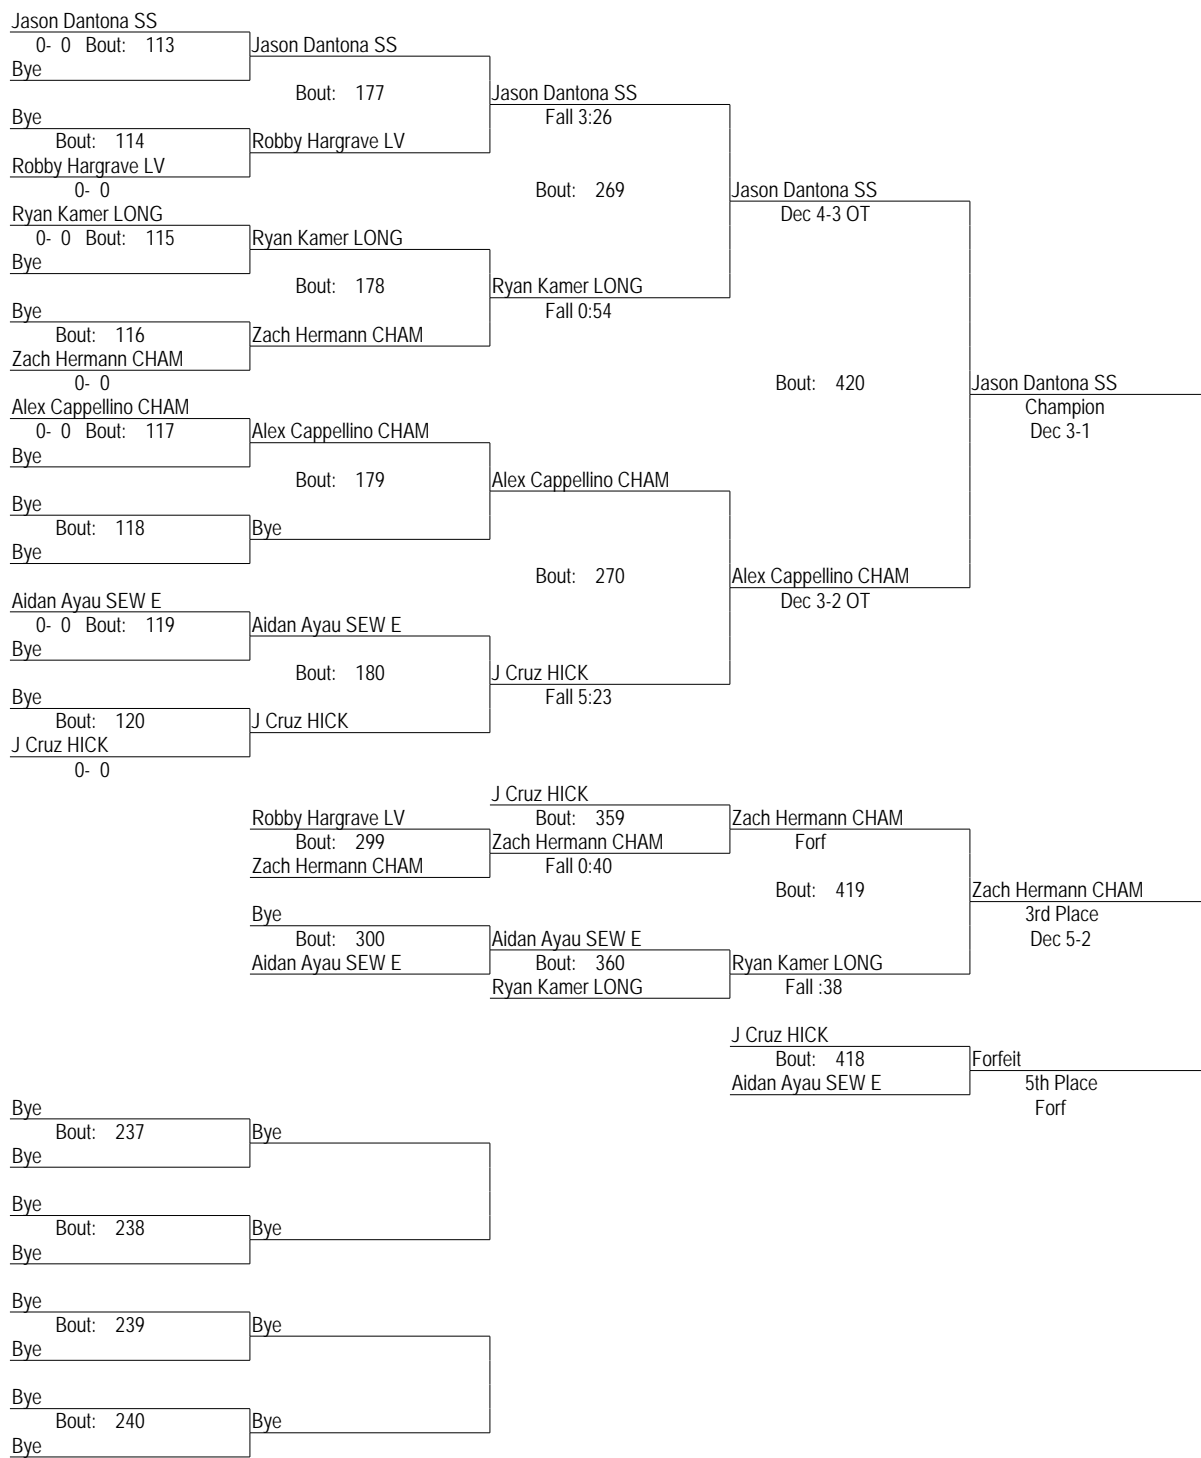 Jason Dantona SS
0- 0 Bout: 113
Jason Dantona SS
Bye
Bout: 177
Jason Dantona SS
Bye
Fall 3:26
Bout: 114
Robby Hargrave LV
Robby Hargrave LV
0- 0
Bout: 269
Jason Dantona SS
Ryan Kamer LONG
Dec 4-3 OT
0- 0 Bout: 115
Ryan Kamer LONG
Bye
Bout: 178
Ryan Kamer LONG
Bye
Fall 0:54
Bout: 116
Zach Hermann CHAM
Zach Hermann CHAM
0- 0
Bout: 420
Jason Dantona SS
Alex Cappellino CHAM
Champion
0- 0 Bout: 117
Alex Cappellino CHAM
Dec 3-1
Bye
Bout: 179
Alex Cappellino CHAM
Bye
Bout: 118
Bye
Bye
Bout: 270
Alex Cappellino CHAM
Aidan Ayau SEW E
Dec 3-2 OT
0- 0 Bout: 119
Aidan Ayau SEW E
Bye
Bout: 180
J Cruz HICK
Bye
Fall 5:23
Bout: 120
J Cruz HICK
J Cruz HICK
0- 0
J Cruz HICK
Robby Hargrave LV
Bout: 359
Zach Hermann CHAM
Bout: 299
Zach Hermann CHAM
Forf
Zach Hermann CHAM
Fall 0:40
Bout: 419
Zach Hermann CHAM
Bye
3rd Place
Bout: 300
Aidan Ayau SEW E
Dec 5-2
Aidan Ayau SEW E
Bout: 360
Ryan Kamer LONG
Ryan Kamer LONG
Fall :38
J Cruz HICK
Bout: 418
Forfeit
Aidan Ayau SEW E
5th Place
Forf
Bye
Bout: 237
Bye
Bye
Bye
Bout: 238
Bye
Bye
Bye
Bout: 239
Bye
Bye
Bye
Bout: 240
Bye
Bye